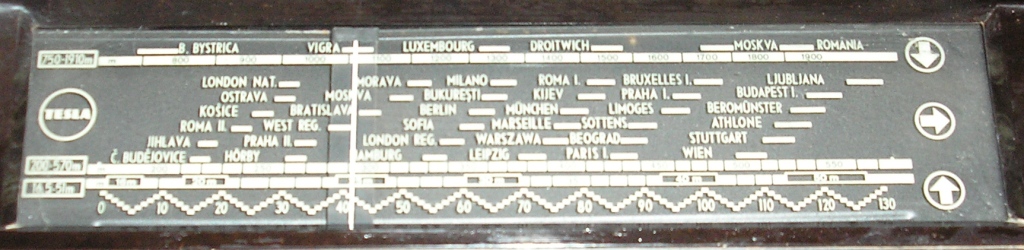 B. BYSTRICA VIGRA LUXEMBOURG DROITWICH MOSKVA ROMÂNIA
750-1910m 800 900 1200 1300 1400 1500 1600 1700 1800 1900
LONDON NAT. MORAVA MILANO ROMA I. BRUXELLES I. LJUBLJANA
OSTRAVA MOSKVA BUKUREŠTI KIJEV PRAHA I. BUDAPEST I.
KOŠICE BRATISLAVA BERLIN MÜNCHEN LIMOGES BEROMÜNSTER
TESLA
ROMA II. WEST REG. SOFIA MARSEILLE SOTTENS ATHLONE
JIHLAVA PRAHA II. LONDON REG. WARSZAWA BEOGRAD STUTTGART
Č. BUDĚJOVICE HÖRBY HAMBURG LEIPZIG PARIS I. WIEN
200-570m 550
16.5-51m
0 10 20 30 40 50 60 70 80 90 100 110 120 130